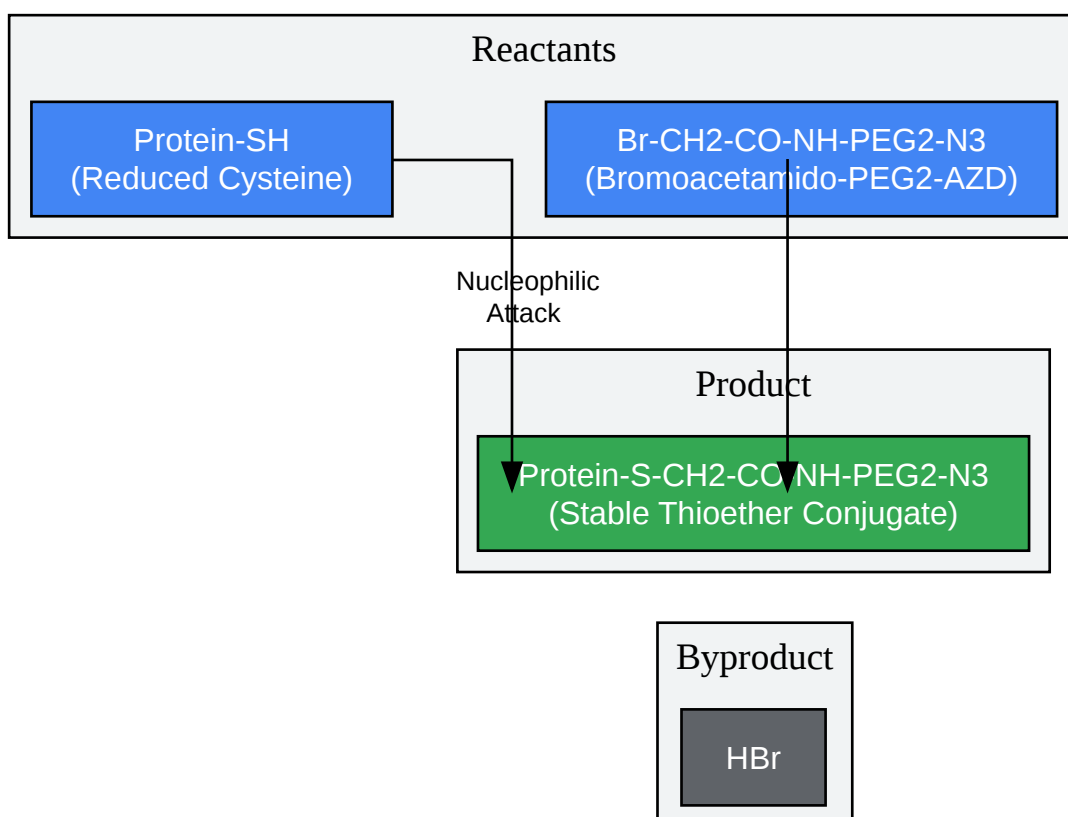 Reactants
Protein-SH
(Reduced Cysteine)
Br-CH2-CO-NH-PEG2-N3
(Bromoacetamido-PEG2-AZD)
Nucleophilic
Attack
Product
Protein-S-CH2-CO-NH-PEG2-N3
(Stable Thioether Conjugate)
Byproduct
HBr